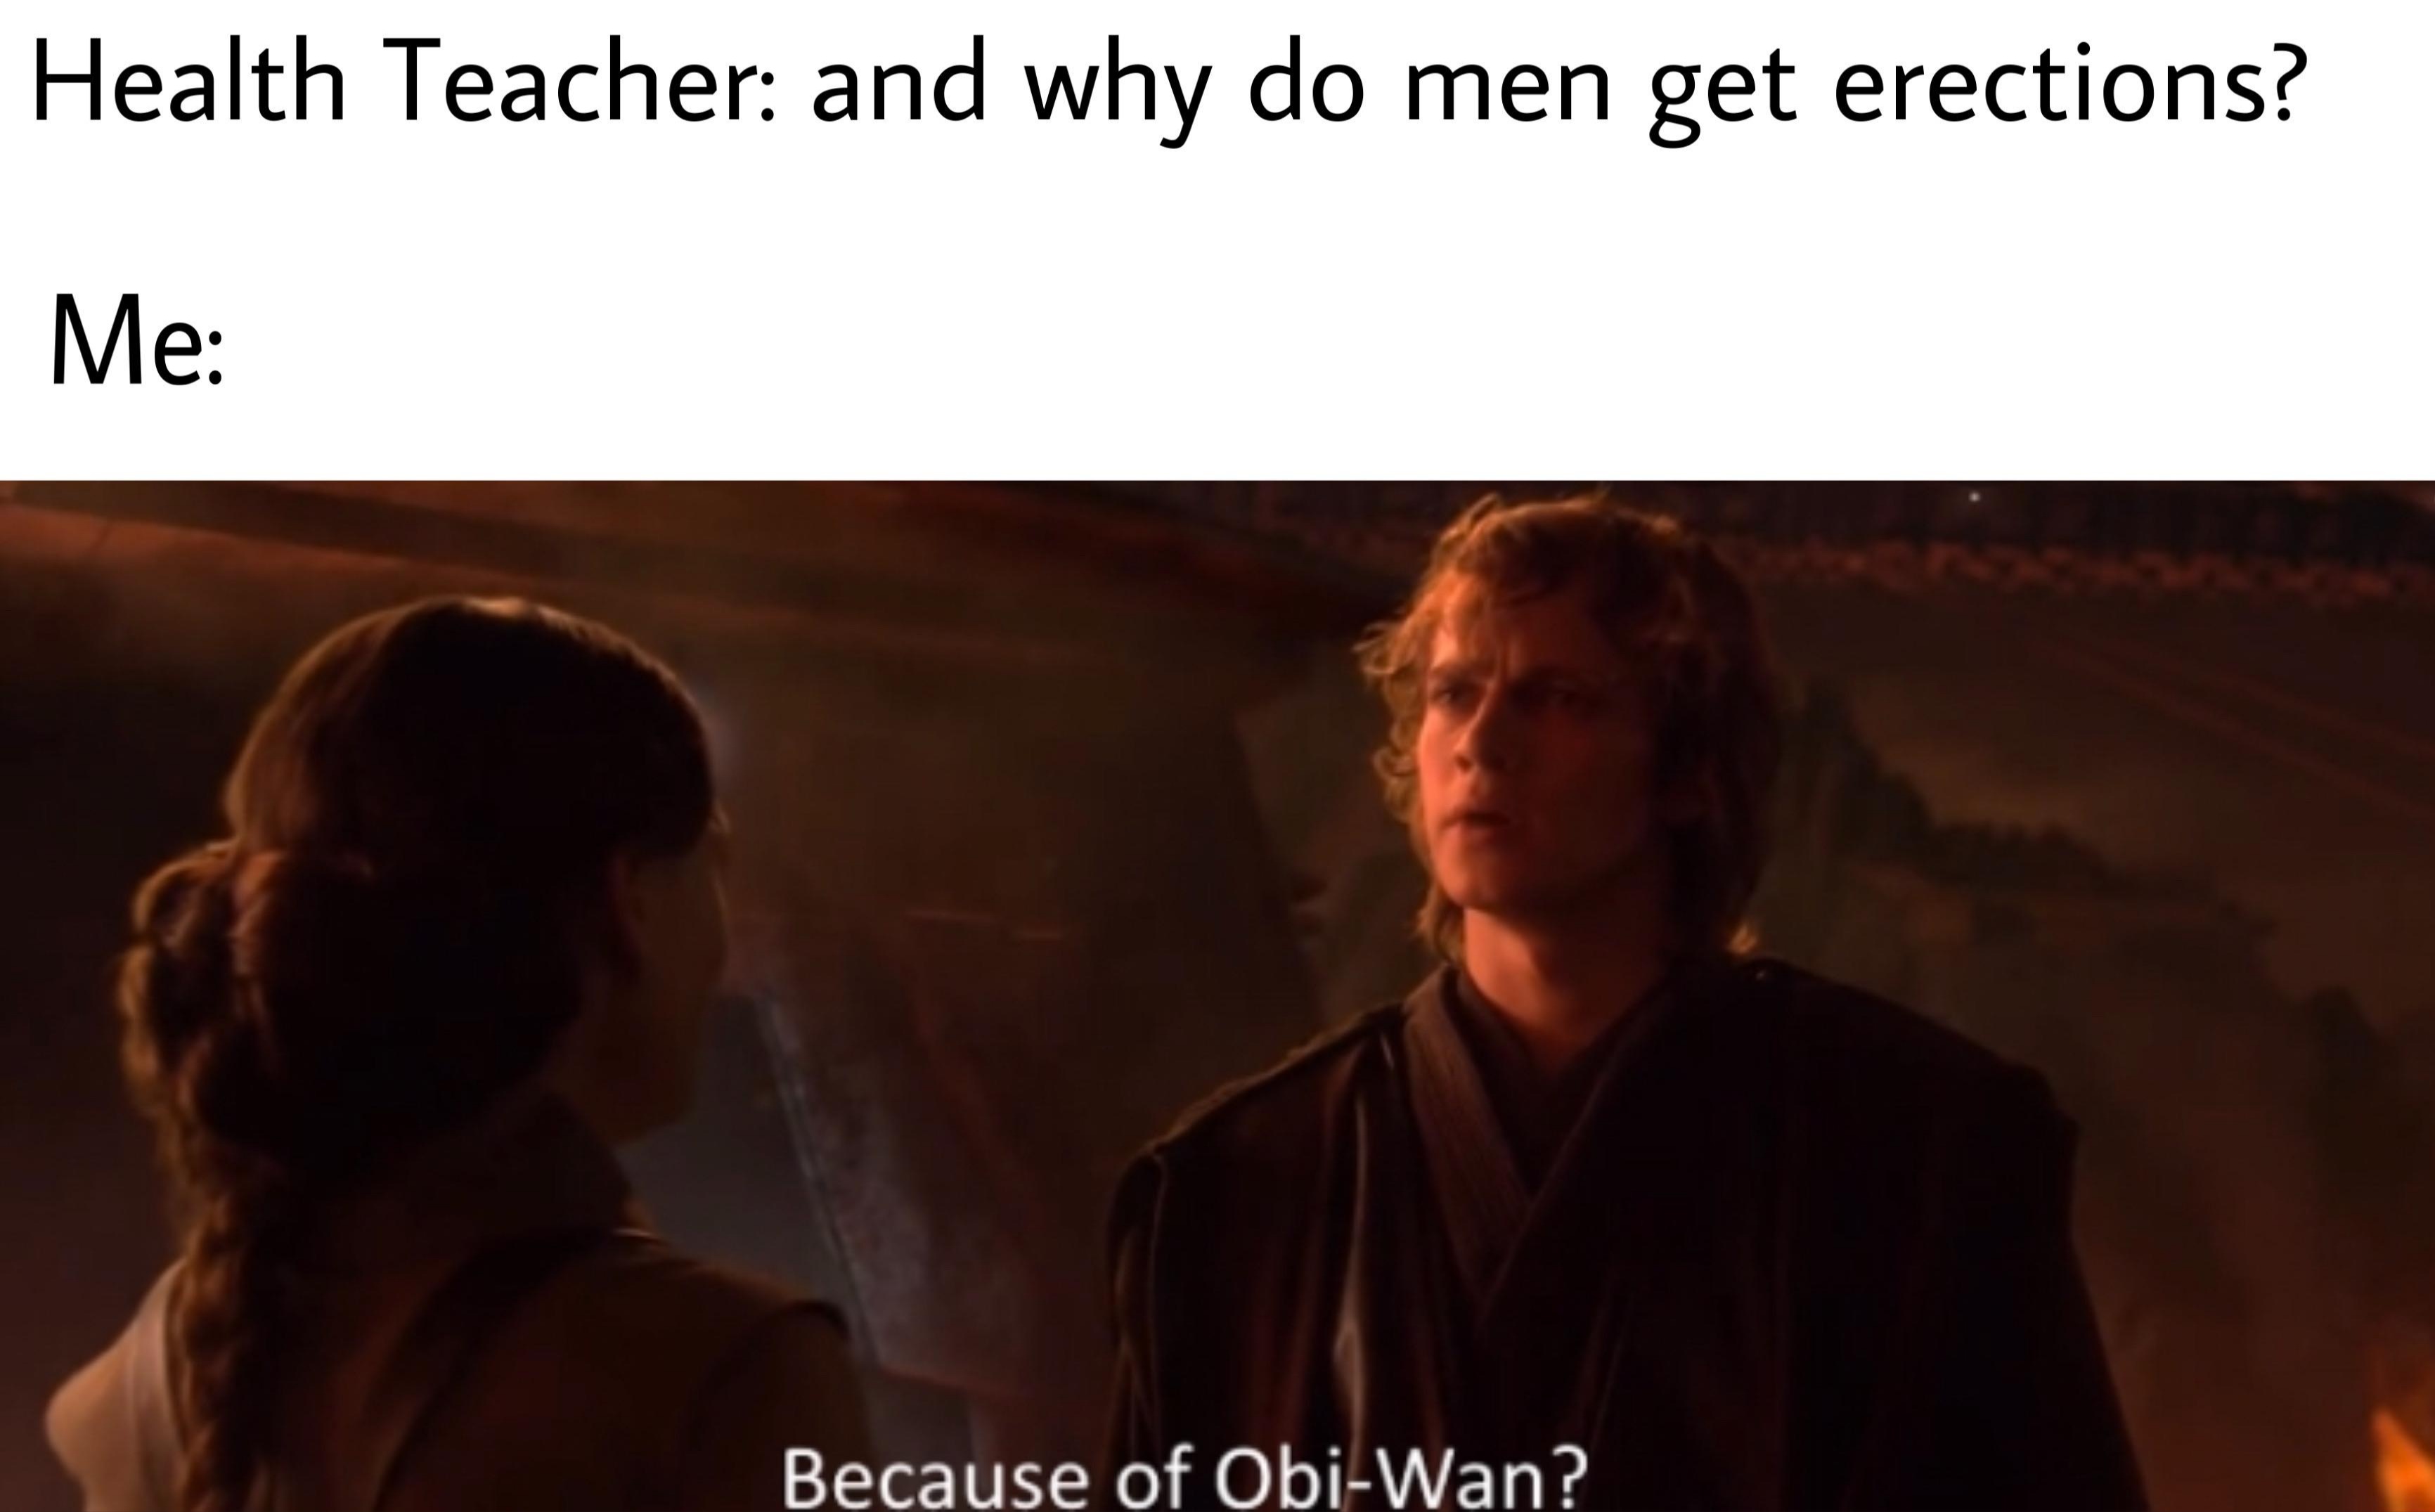 Health Teacher: and why do men get erections?
Me:
Because of Obi-Wan?